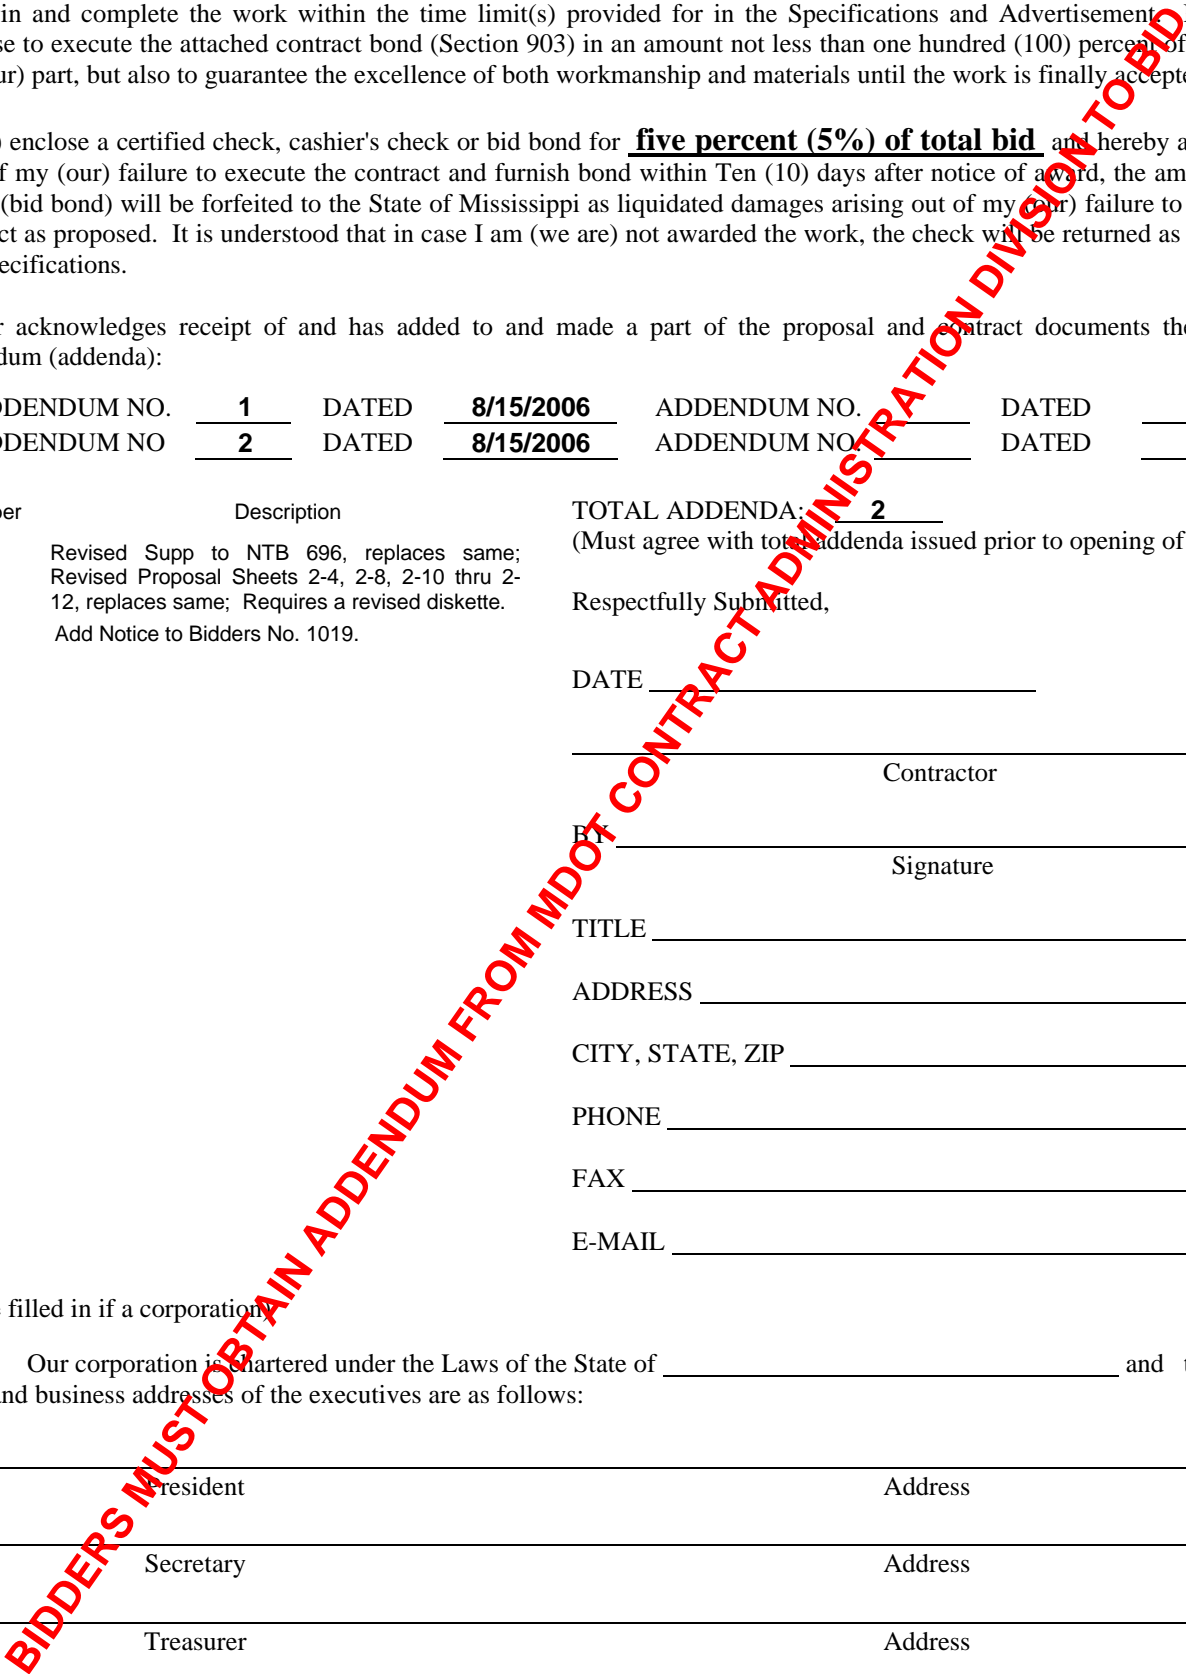 in and complete the work within the time limit(s) provided for in the Specifications and Advertisement.
se to execute the attached contract bond (Section 903) in an amount not less than one hundred (100) percent of
ur) part, but also to guarantee the excellence of both workmanship and materials until the work is finally accepte
) enclose a certified check, cashier's check or bid bond for five percent (5%) of total bid and hereby a
f my (our) failure to execute the contract and furnish bond within Ten (10) days after notice of award, the am
(bid bond) will be forfeited to the State of Mississippi as liquidated damages arising out of my (our) failure to
ct as proposed. It is understood that in case I am (we are) not awarded the work, the check will be returned as
ecifications.
r acknowledges receipt of and has added to and made a part of the proposal and contract documents the
dum (addenda):
DDENDUM NO. 1 DATED 8/15/2006 ADDENDUM NO. DATED
DDENDUM NO 2 DATED 8/15/2006 ADDENDUM NO. DATED
ber Description
Revised Supp to NTB 696, replaces same;
Revised Proposal Sheets 2-4, 2-8, 2-10 thru 2-
12, replaces same; Requires a revised diskette.
Add Notice to Bidders No. 1019.
TOTAL ADDENDA: 2
(Must agree with total addenda issued prior to opening of
Respectfully Submitted,
DATE
Contractor
BY
Signature
TITLE
ADDRESS
CITY, STATE, ZIP
PHONE
FAX
E-MAIL
e filled in if a corporation)
Our corporation is chartered under the Laws of the State of and t
and business addresses of the executives are as follows:
President Address
Secretary Address
Treasurer Address
BIDDERS MUST OBTAIN ADDENDUM FROM MDOT CONTRACT ADMINISTRATION DIVISION TO BID